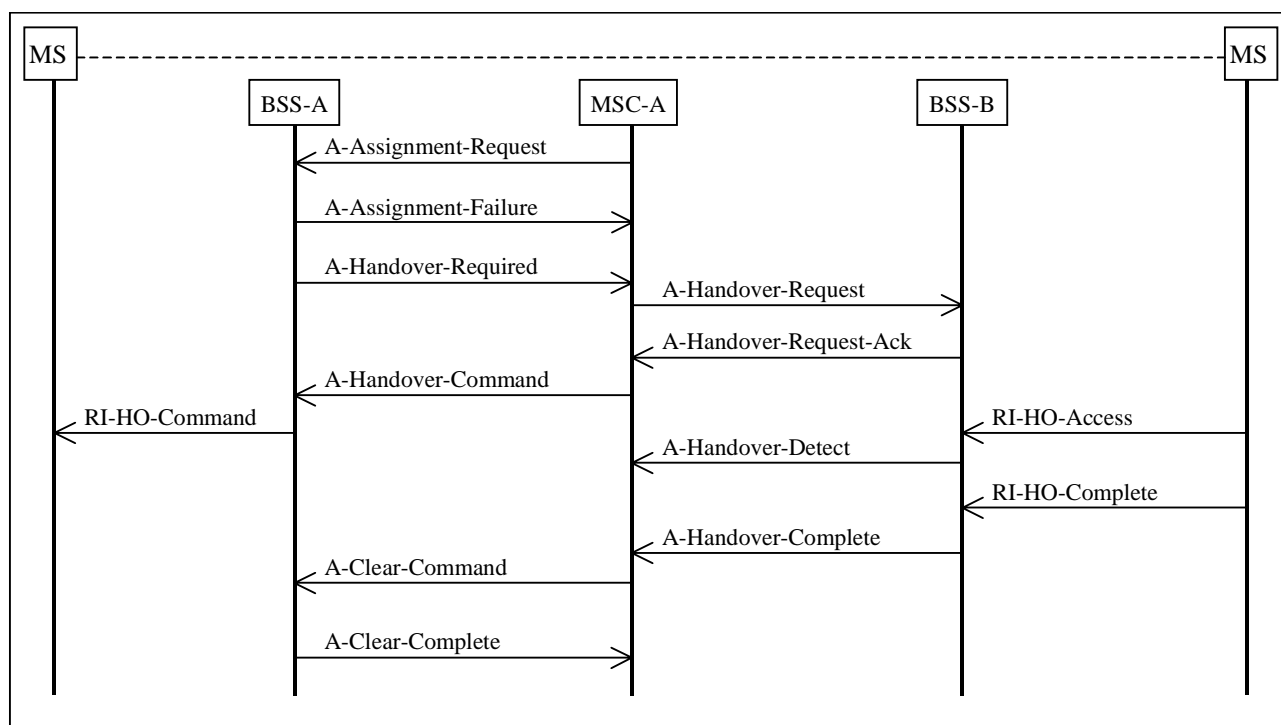 MS
MS
BSS-A
MSC-A
BSS-B
A-Assignment-Request
A-Assignment-Failure
A-Handover-Required
A-Handover-Request
A-Handover-Request-Ack
A-Handover-Command
RI-HO-Command
RI-HO-Access
A-Handover-Detect
RI-HO-Complete
A-Handover-Complete
A-Clear-Command
A-Clear-Complete